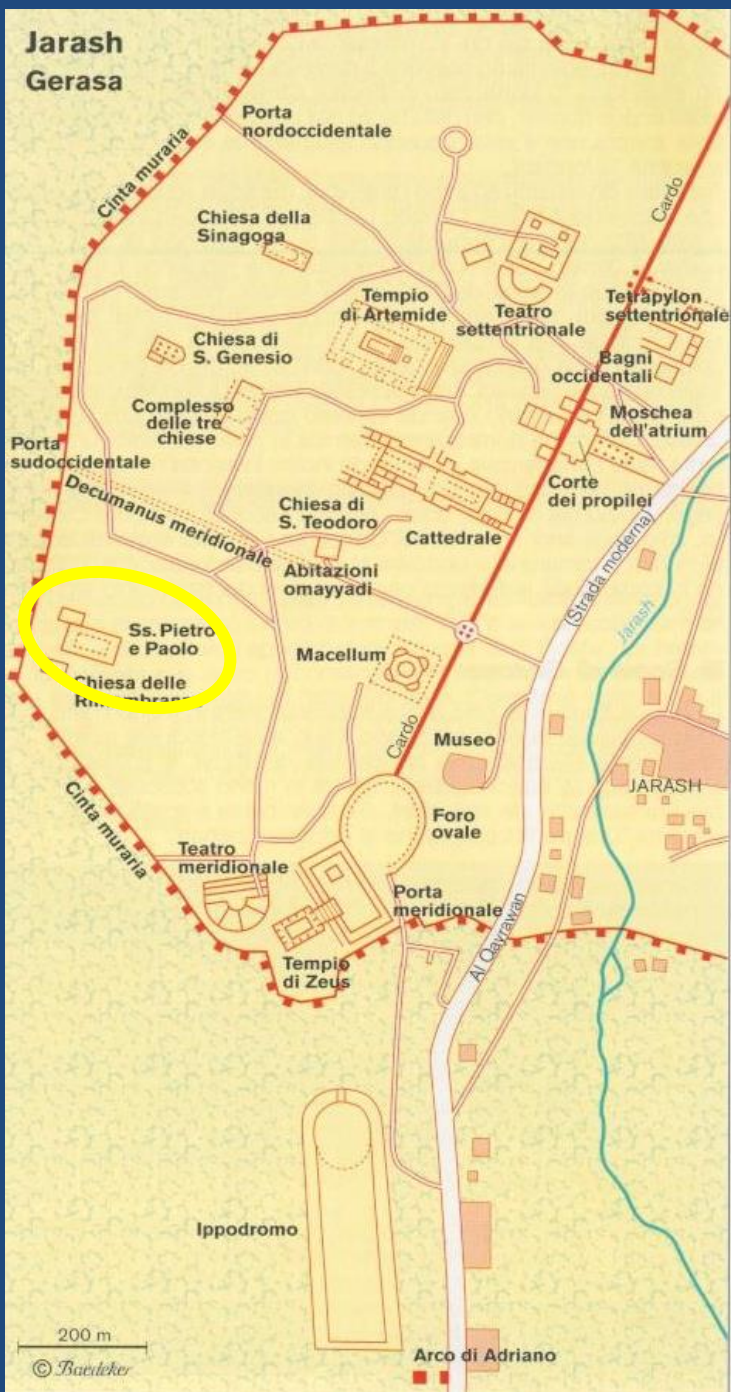 Jarash
Gerasa
Porta
nordoccidentale
Cinta muraria
Chiesa della
Sinagoga
Cardo
Tempio
di Artemide
Teatro
settentrionale
Tetrapylon
settentrionale
Chiesa di
S. Genesio
Bagni
occidentali
Complesso
delle tre
chiese
Moschea
dell'atrium
Porta
sudoccidentale
Corte
dei propilei
Decumanus meridionale
Chiesa di
S. Teodoro
Cattedrale
(Strada moderna)
Jarash
Abitazioni
omayyadi
Ss. Pietro
e Paolo
Macellum
Chiesa delle
Cardo
Museo
JARASH
Cinta muraria
Foro
ovale
Teatro
meridionale
Porta
meridionale
Al Qayrawan
Tempio
di Zeus
Ippodromo
200 m
© Baedeker
Arco di Adriano